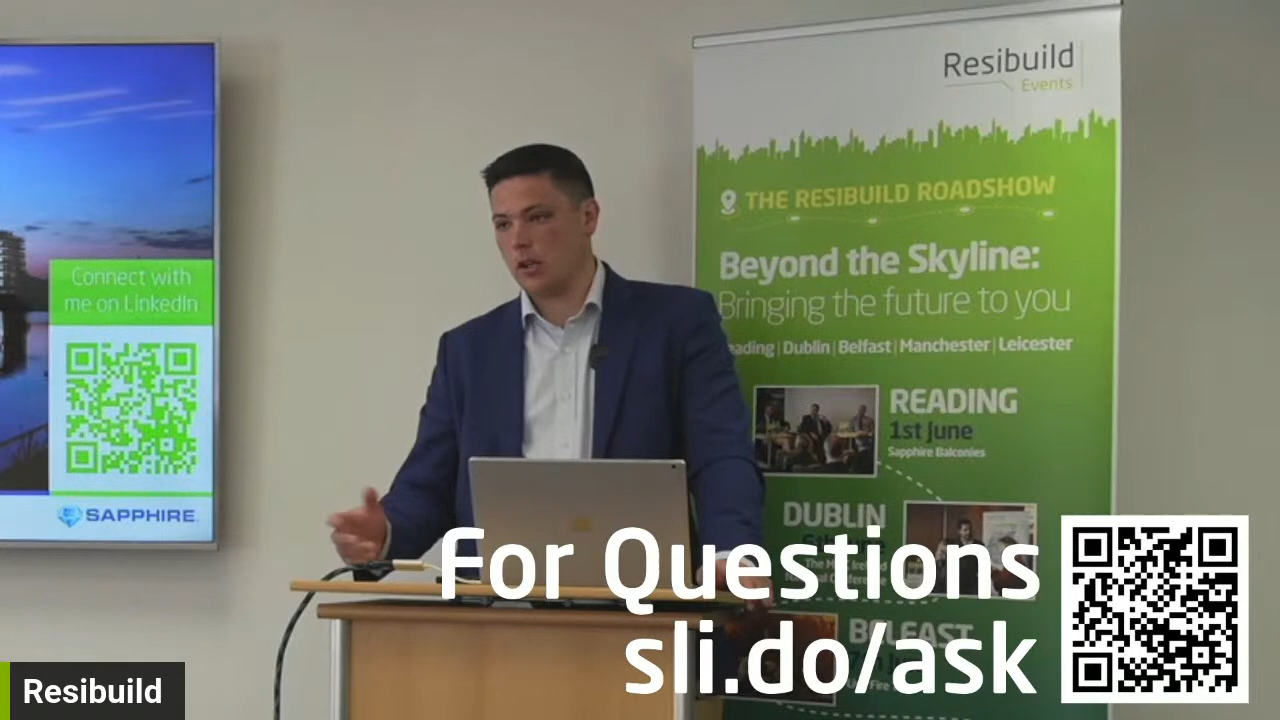 Connect with
me on LinkedIn
SAPPHIRE
Resibuild
Events
THE RESIBUILD ROADSHOW
Beyond the Skyline:
Bringing the future to you
eading | Dublin | Belfast | Manchester | Leicester
READING
1st June
Sapphire Balconies
DUBLIN
BELFAST
For Questions
sli.do/ask
Resibuild